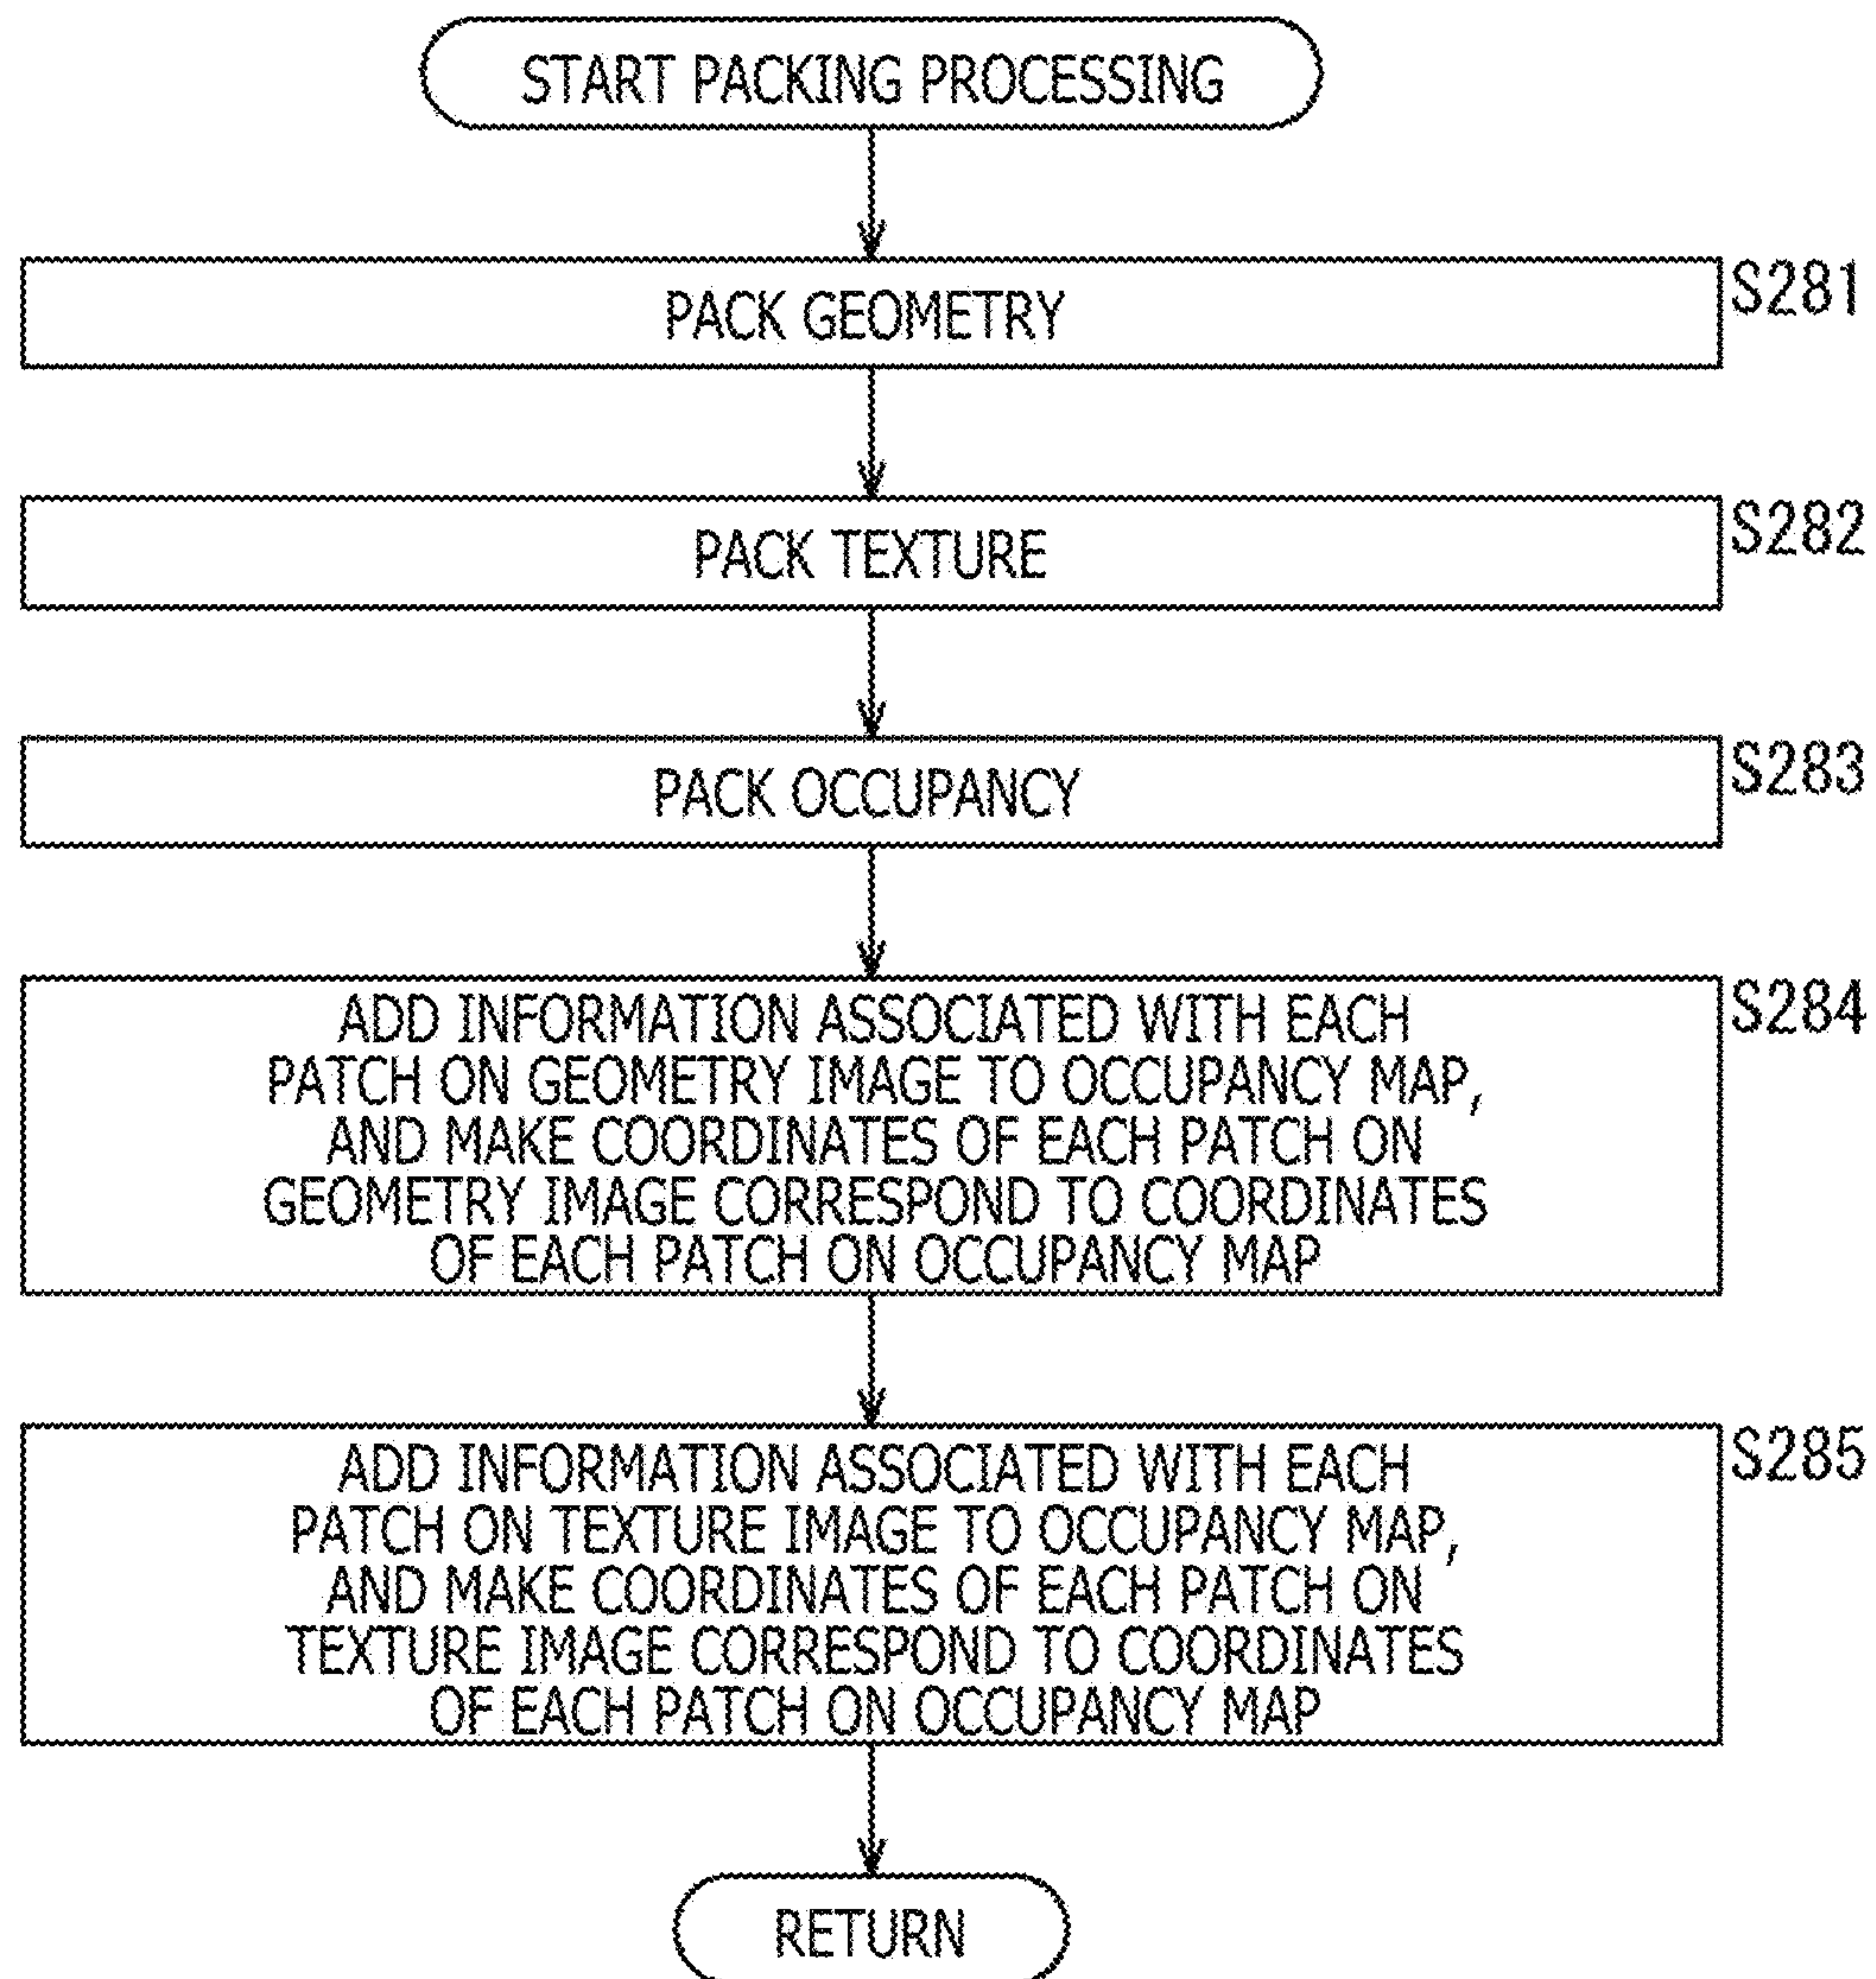 START PACKING PROCESSING
PACK GEOMETRY
S281
PACK TEXTURE
S282
PACK OCCUPANCY
S283
ADD INFORMATION ASSOCIATED WITH EACH
PATCH ON GEOMETRY IMAGE TO OCCUPANCY MAP,
AND MAKE COORDINATES OF EACH PATCH ON
GEOMETRY IMAGE CORRESPOND TO COORDINATES
OF EACH PATCH ON OCCUPANCY MAP
S284
ADD INFORMATION ASSOCIATED WITH EACH
PATCH ON TEXTURE IMAGE TO OCCUPANCY MAP,
AND MAKE COORDINATES OF EACH PATCH ON
TEXTURE IMAGE CORRESPOND TO COORDINATES
OF EACH PATCH ON OCCUPANCY MAP
S285
RETURN